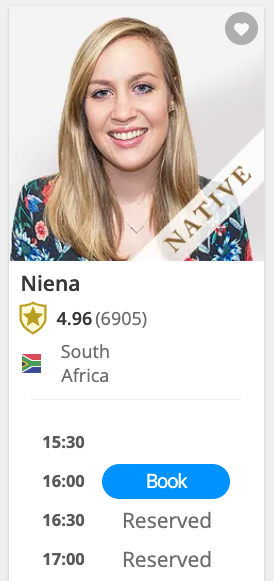 NATIVE
Niena
4.96 (6905)
South
Africa
15:30
16:00 Book
16:30 Reserved
17:00 Reserved